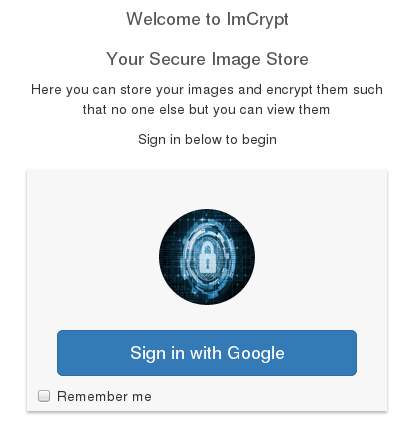 Welcome to ImCrypt
Your Secure Image Store
Here you can store your images and encrypt them such
that no one else but you can view them
Sign in below to begin
Sign in with Google
Remember me